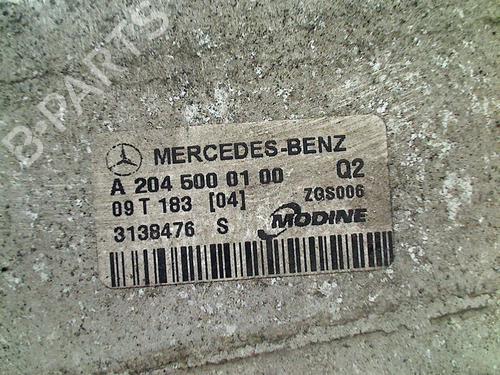 B-PARTS
MERCEDES-BENZ
A 204 500 01 00 Q2
09 T 183 [04] ZGS006
3138476 S MODINE